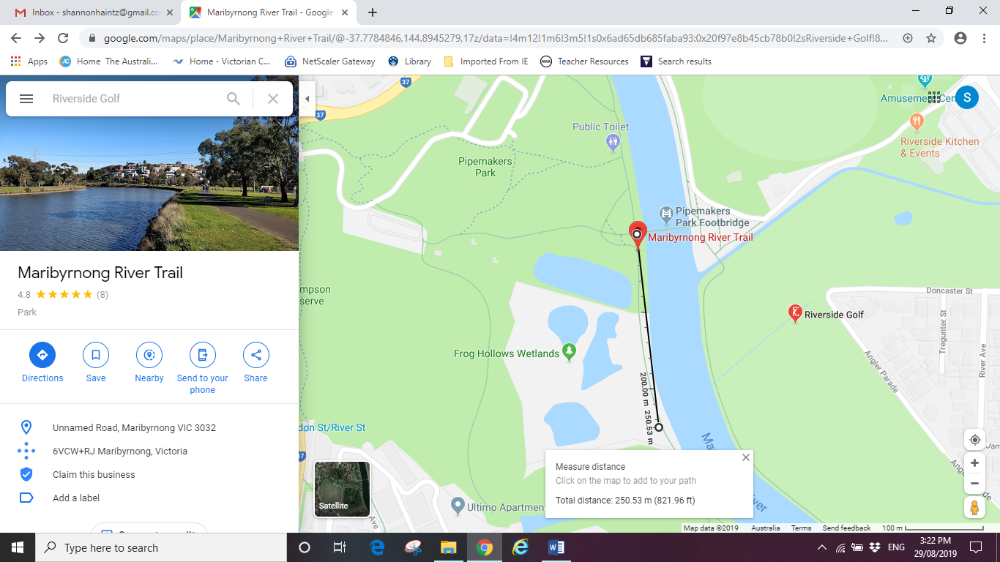 Inbox - shannonhaintz@gmail.co
Maribyrnong River Trail - Google
google.com/maps/place/Maribyrnong+River+Trail/@-37.7784846,144.8945279,17z/data=!4m12!1m6!3m5!1s0x6ad65db685faba93:0x20f97e8b45cb78b0!2sRiverside+Golf!8...
Apps
Home The Australi...
Home - Victorian C...
NetScaler Gateway
Library
Imported From IE
AWA
Teacher Resources
Search results
Riverside Golf
Maribyrnong River Trail
4.8 (8)
Park
Directions
Save
Nearby
Send to your
phone
Share
Unnamed Road, Maribyrnong VIC 3032
6VCW+RJ Maribyrnong, Victoria
Claim this business
Add a label
37
37
Public Toilet
Pipemakers
Park
Amusement Cen
S
Riverside Kitchen
& Events
Pipemakers
Park Footbridge
Maribyrnong River Trail
mpson
serve
Doncaster St
Riverside Golf
Tregunter St
River Ave
Angler Parade
Frog Hollows Wetlands
200.00 m
250.53 m
don St/River St
37
Satellite
Ultimo Apartmen
Ave
Measure distance
Click on the map to add to your path
Total distance: 250.53 m (821.96 ft)
Map data ©2019
Australia
Terms
Send feedback
100 m
Type here to search
ENG
3:22 PM
29/08/2019